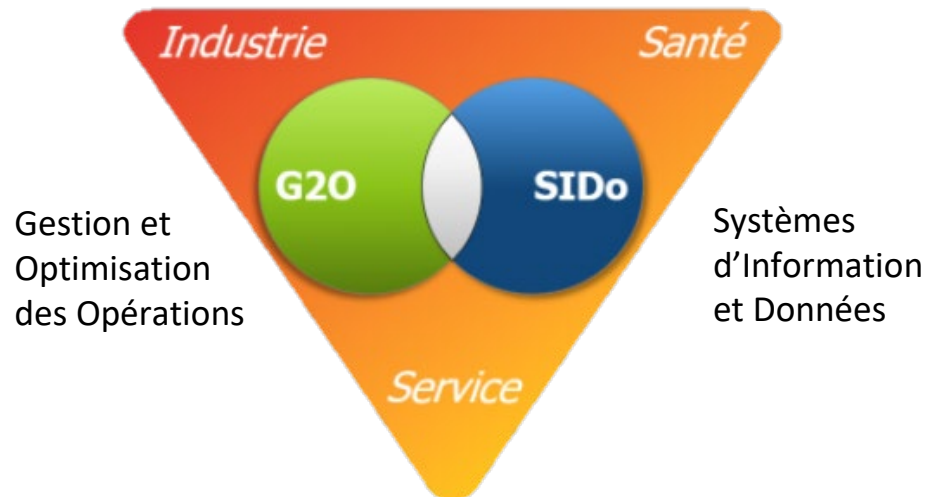 Industrie
Santé
G2O
SIDo
Gestion et
Optimisation
des Opérations
Systèmes
d’Information
et Données
Service